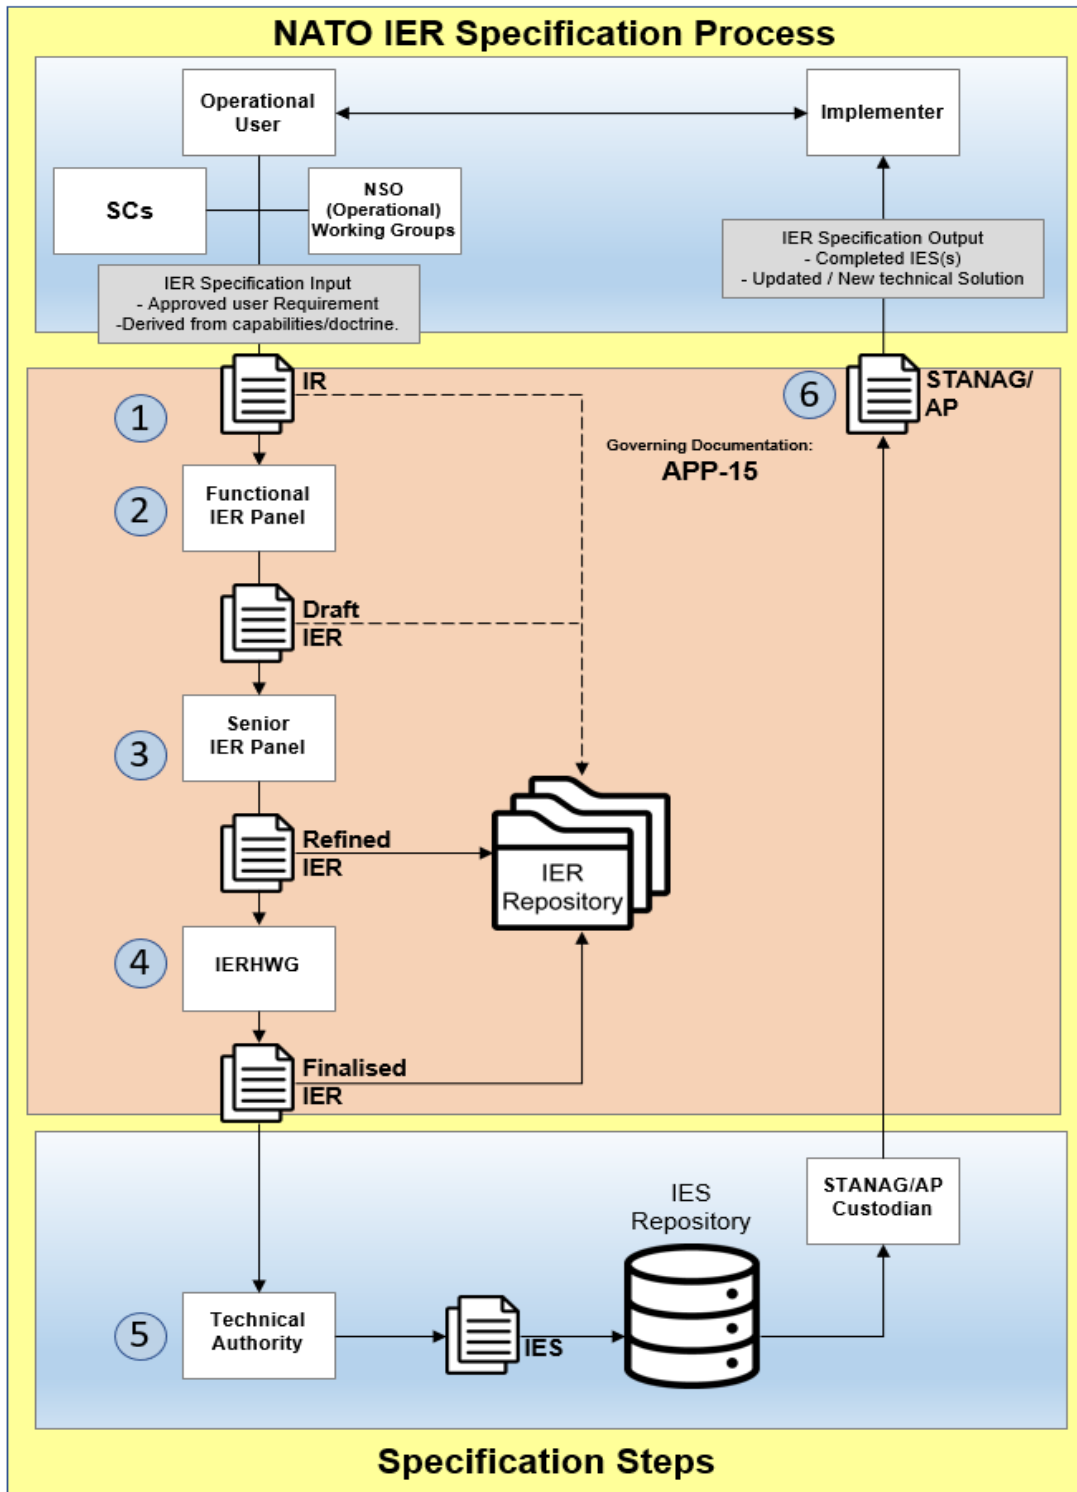 NATO IER Specification Process
Operational
User
Implementer
SCs
NSO
(Operational)
Working Groups
IER Specification Output
- Completed IES(s)
- Updated / New technical Solution
IER Specification Input
- Approved user Requirement
-Derived from capabilities/doctrine.
1
IR
6
STANAG/
AP
Governing Documentation:
APP-15
2
Functional
IER Panel
Draft
IER
3
Senior
IER Panel
Refined
IER
IER
Repository
4
IERHWG
Finalised
IER
IES
Repository
STANAG/AP
Custodian
5
Technical
Authority
IES
Specification Steps